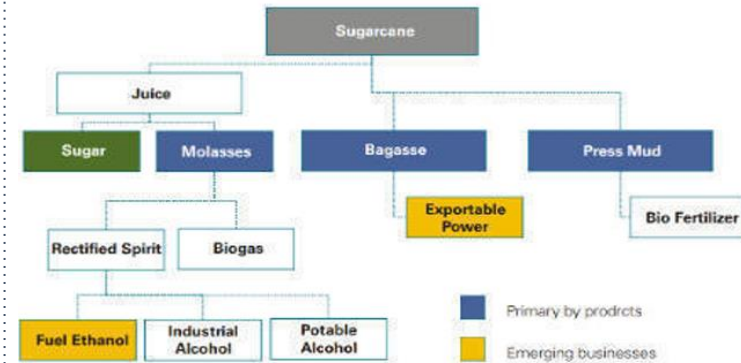 Sugarcane
Juice
Sugar
Molasses
Bagasse
Press Mud
Exportable
Power
Bio Fertilizer
Rectified Spirit
Biogas
Fuel Ethanol
Industrial
Alcohol
Potable
Alcohol
Primary by prodrcts
Emerging businesses